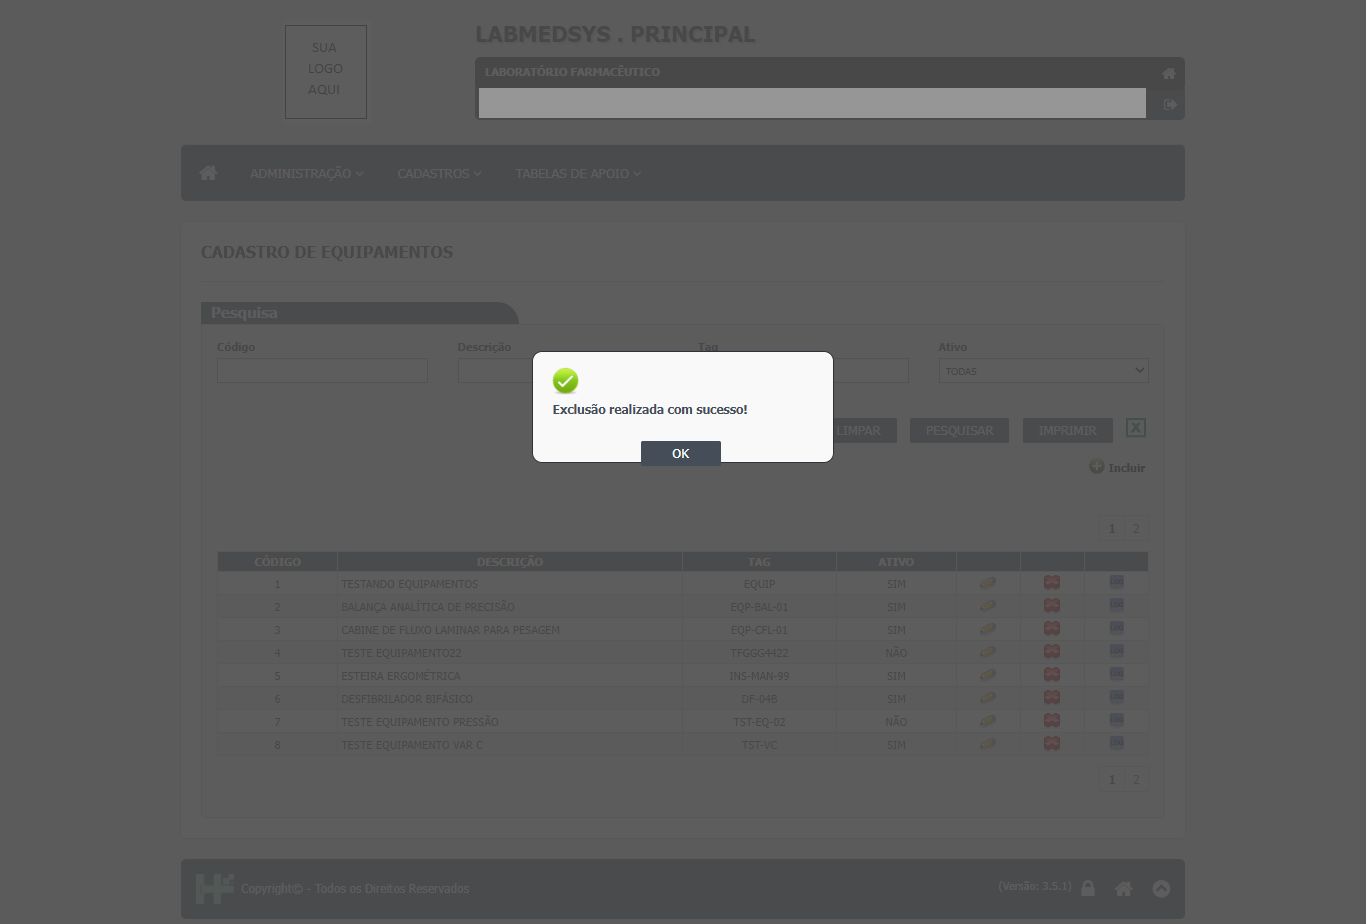 SUA
LOGO
AQUI
LABMEDSYS . PRINCIPAL
LABORATÓRIO FARMACÊUTICO
ADMINISTRAÇÃO
CADASTROS
TABELAS DE APOIO
CADASTRO DE EQUIPAMENTOS
Pesquisa
Código Descrição Tag Ativo
TODAS
Exclusão realizada com sucesso!
OK
LIMPAR PESQUISAR IMPRIMIR X
Incluir
1 2
CÓDIGO DESCRIÇÃO TAG ATIVO
1 TESTANDO EQUIPAMENTOS EQUIP SIM
2 BALANÇA ANALÍTICA DE PRECISÃO EQP-BAL-01 SIM
3 CABINE DE FLUXO LAMINAR PARA PESAGEM EQP-CFL-01 SIM
4 TESTE EQUIPAMENTO22 TFGGG4422 NÃO
5 ESTEIRA ERGOMÉTRICA INS-MAN-99 SIM
6 DESFIBRILADOR BIFÁSICO DF-04B SIM
7 TESTE EQUIPAMENTO PRESSÃO TST-EQ-02 NÃO
8 TESTE EQUIPAMENTO VAR C TST-VC SIM
1 2
Copyright© - Todos os Direitos Reservados
(Versão: 3.5.1)